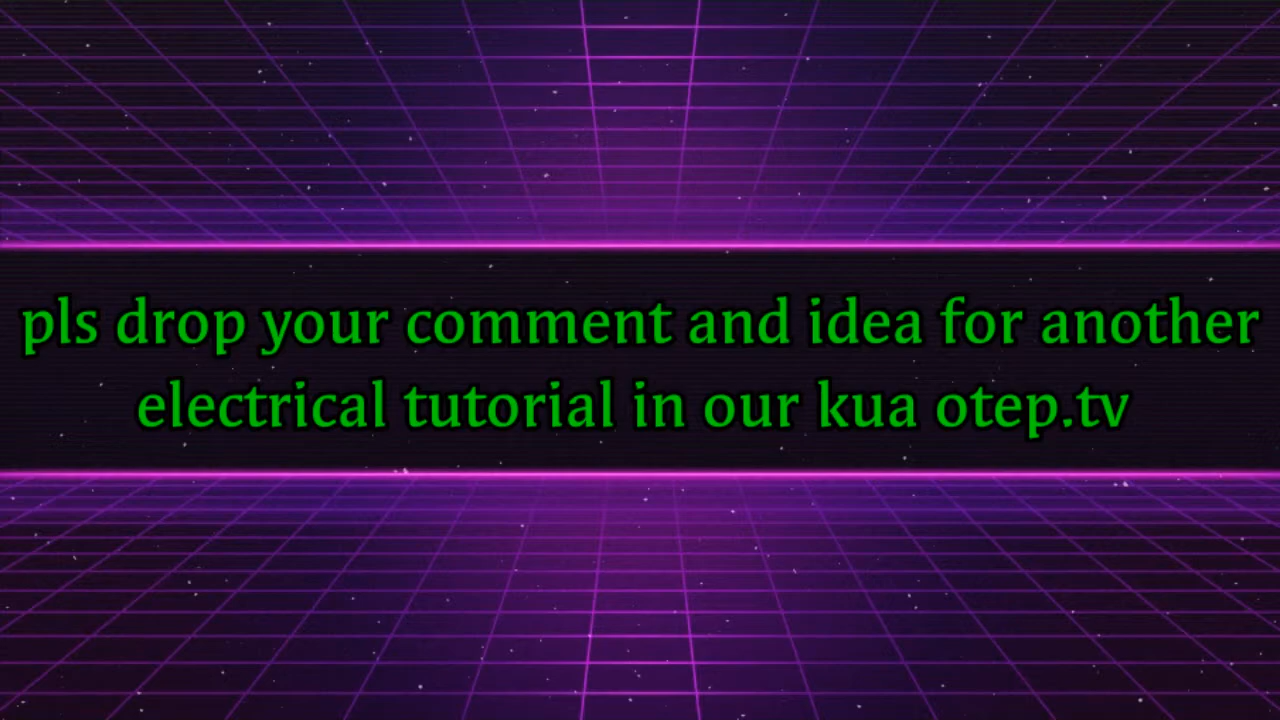 pls drop your comment and idea for another
electrical tutorial in our kua otep.tv